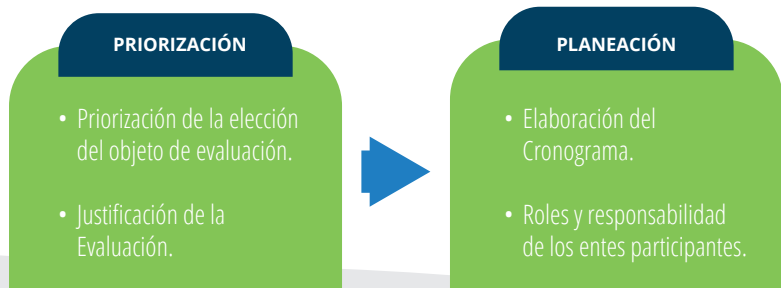 PRIORIZACIÓN
• Priorización de la elección
del objeto de evaluación.
• Justificación de la
Evaluación.
PLANEACIÓN
• Elaboración del
Cronograma.
• Roles y responsabilidad
de los entes participantes.